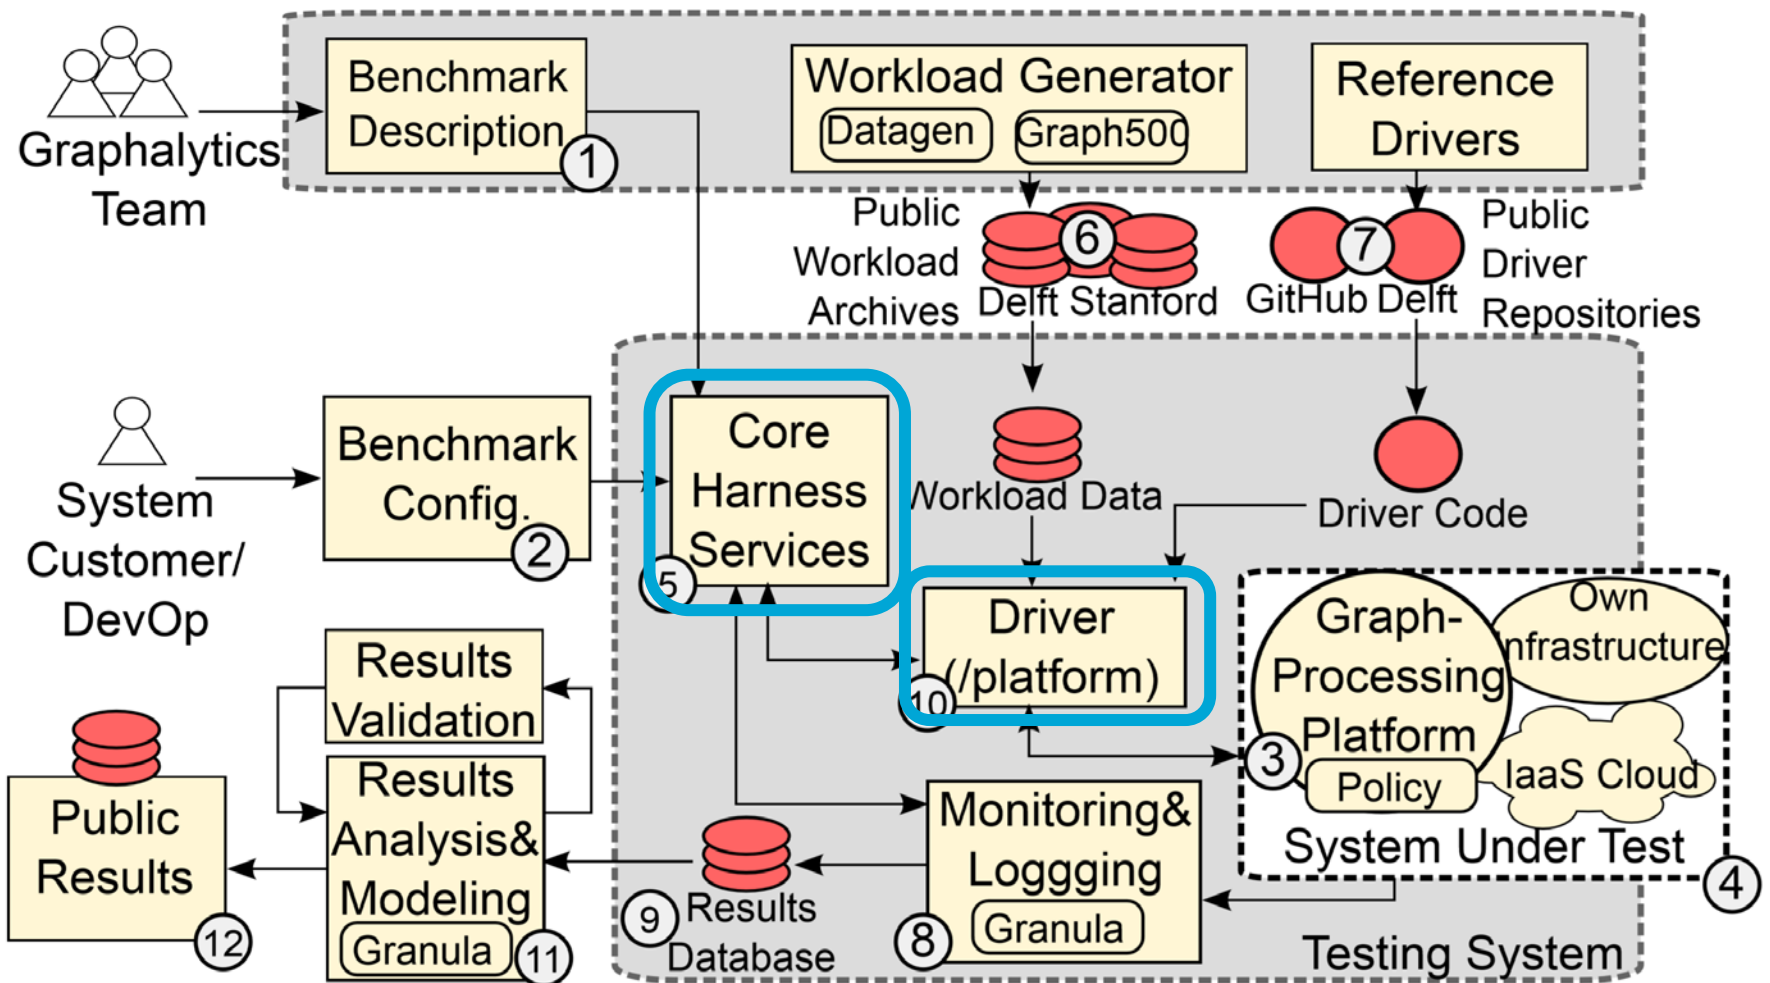 Graphalytics
Team
Benchmark
Description
1
Workload Generator
Datagen
Graph500
Reference
Drivers
Public
Workload
Archives
6
Delft Stanford
7
GitHub Delft
Public
Driver
Repositories
System
Customer/
DevOp
Benchmark
Config.
2
Core
Harness
Services
5
Workload Data
Driver Code
Driver
(/platform)
10
Graph-
Processing
Platform
3
Policy
Own
Infrastructure
IaaS Cloud
System Under Test
4
Results
Validation
Results
Analysis&
Modeling
Granula
11
Public
Results
12
9
Results
Database
Monitoring&
Loggging
Granula
8
Testing System